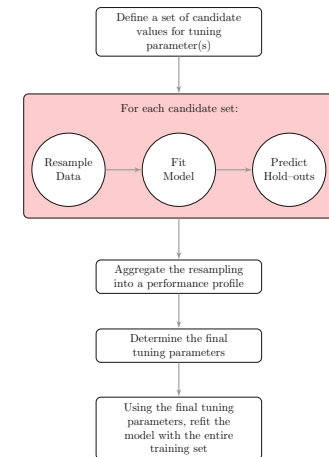 Define a set of candidate
values for tuning
parameter(s)
For each candidate set:
Resample
Data
Fit
Model
Predict
Hold–outs
Aggregate the resampling
into a performance profile
Determine the final
tuning parameters
Using the final tuning
parameters, refit the
model with the entire
training set